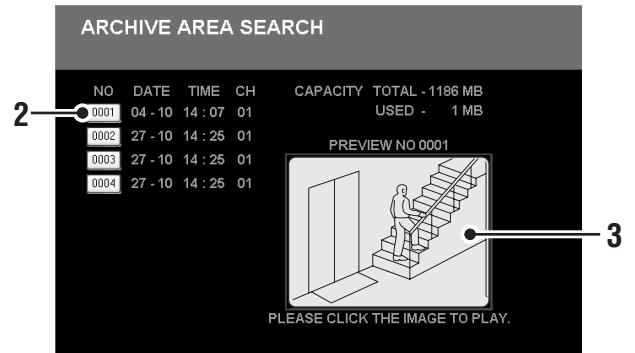 ARCHIVE AREA SEARCH
NO DATE TIME CH
0001 04 - 10 14 : 07 01
0002 27 - 10 14 : 25 01
0003 27 - 10 14 : 25 01
0004 27 - 10 14 : 25 01
CAPACITY TOTAL - 1186 MB
USED - 1 MB
PREVIEW NO 0001
PLEASE CLICK THE IMAGE TO PLAY.
2
3